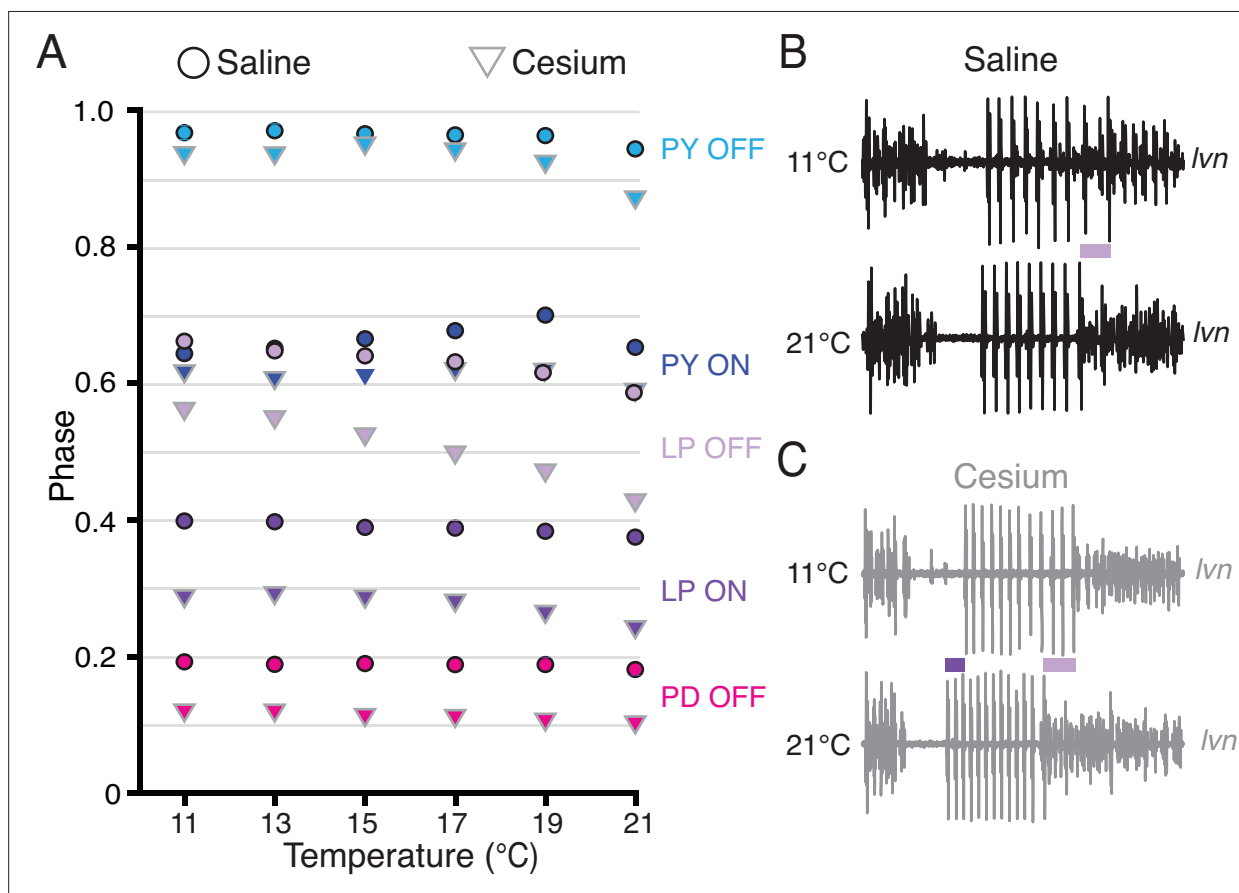 A
Saline
Cesium
1.0
0.8
0.6
0.4
0.2
0
Phase
11
13
15
17
19
21
Temperature (°C)
PY OFF
PY ON
LP OFF
LP ON
PD OFF
B
Saline
11°C
lvn
21°C
lvn
C
Cesium
11°C
lvn
21°C
lvn